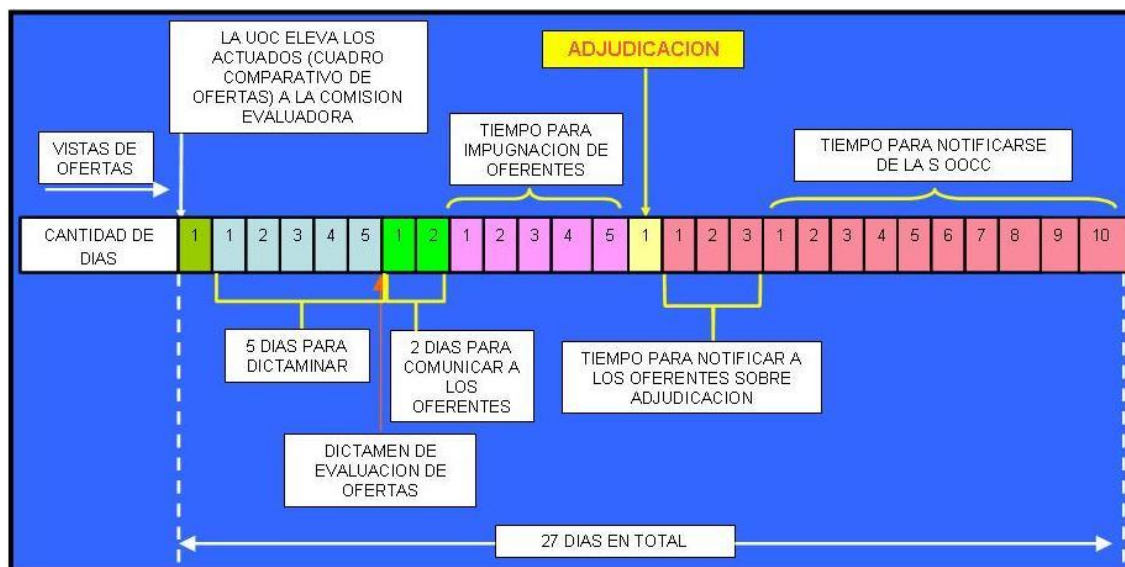 LA UOC ELEVA LOS
ACTUADOS (CUADRO
COMPARATIVO DE
OFERTAS) A LA COMISION
EVALUADORA
ADJUDICACION
VISTAS DE
OFERTAS
TIEMPO PARA
IMPUGNACION DE
OFERENTES
TIEMPO PARA NOTIFICARSE
DE LA S OOCC
CANTIDAD DE
DIAS
1 1 2 3 4 5 1 2 1 2 3 4 5 1 1 2 3 1 2 3 4 5 6 7 8 9 10
5 DIAS PARA
DICTAMINAR
2 DIAS PARA
COMUNICAR A
LOS
OFERENTES
TIEMPO PARA NOTIFICAR A
LOS OFERENTES SOBRE
ADJUDICACION
DICTAMEN DE
EVALUACION DE
OFERTAS
27 DIAS EN TOTAL